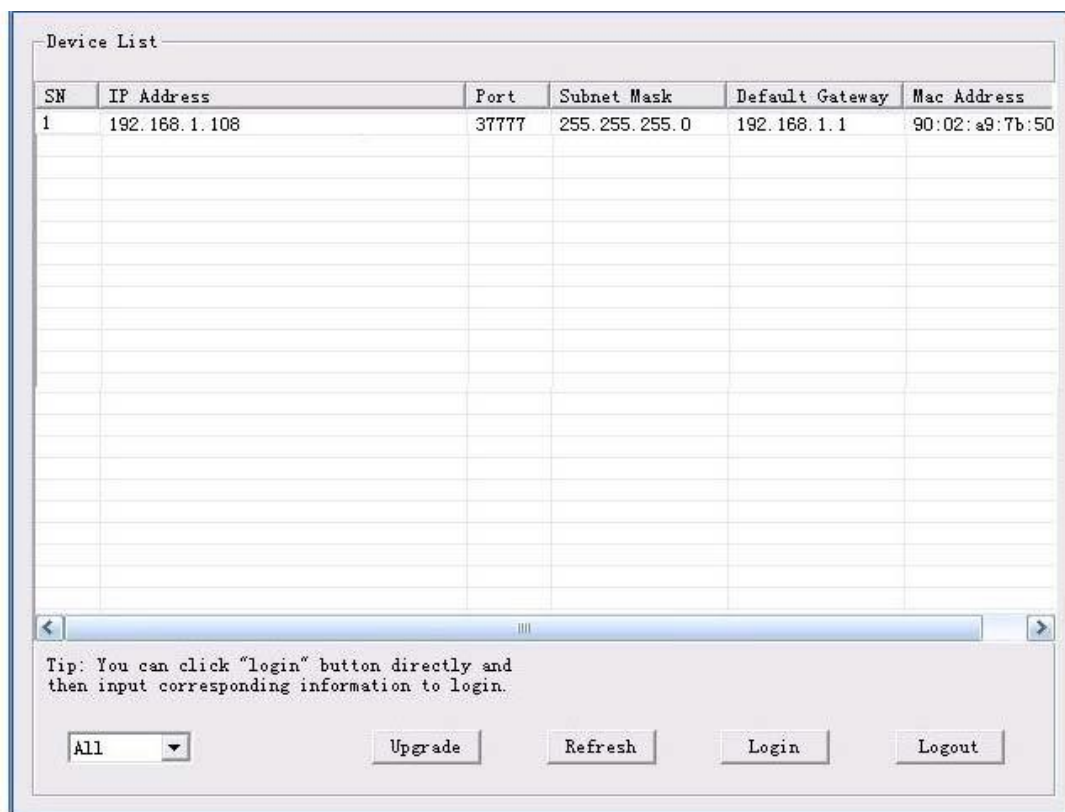 Device List
SN IP Address Port Subnet Mask Default Gateway Mac Address
1 192.168.1.108 37777 255.255.255.0 192.168.1.1 90:02:a9:7b:50
Tip: You can click "login" button directly and
then input corresponding information to login.
All Upgrade Refresh Login Logout